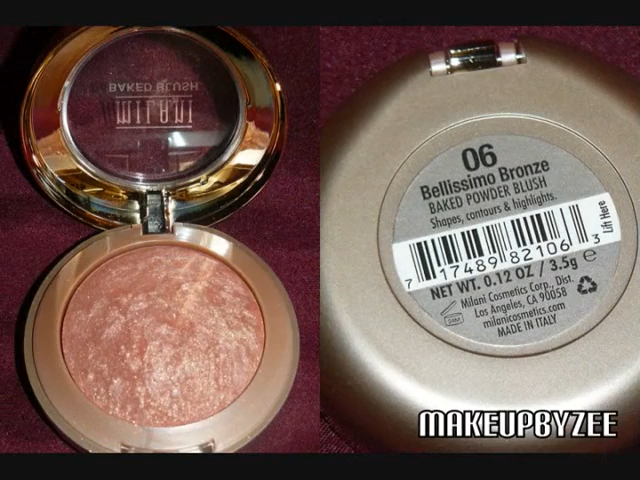 BAKED BLUSH
MILANI
06
Bellissimo Bronze
BAKED POWDER BLUSH
Shapes, contours & highlights.
Lift Here
7 17489 82106 3
NET WT. 0.12 OZ / 3.5g ℮
Milani Cosmetics Corp., Dist.
Los Angeles, CA 90058
milanicosmetics.com
MADE IN ITALY
MAKEUPBYZEE